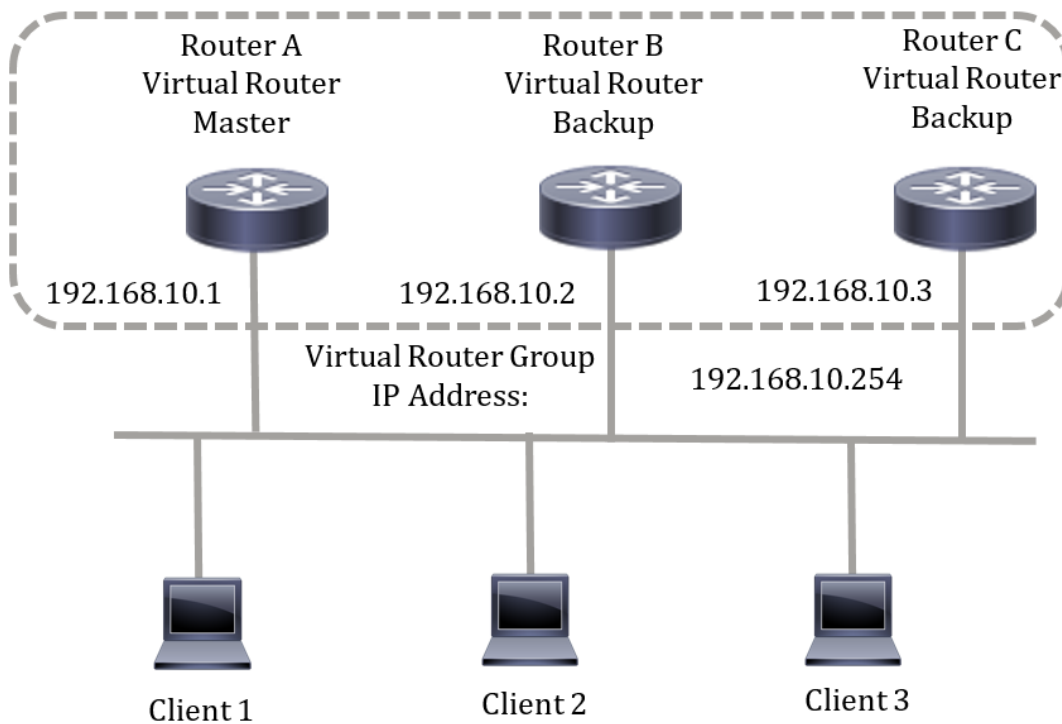 Router A
Virtual Router
Master
Router B
Virtual Router
Backup
Router C
Virtual Router
Backup
192.168.10.1
192.168.10.2
192.168.10.3
Virtual Router Group
IP Address:
192.168.10.254
Client 1
Client 2
Client 3